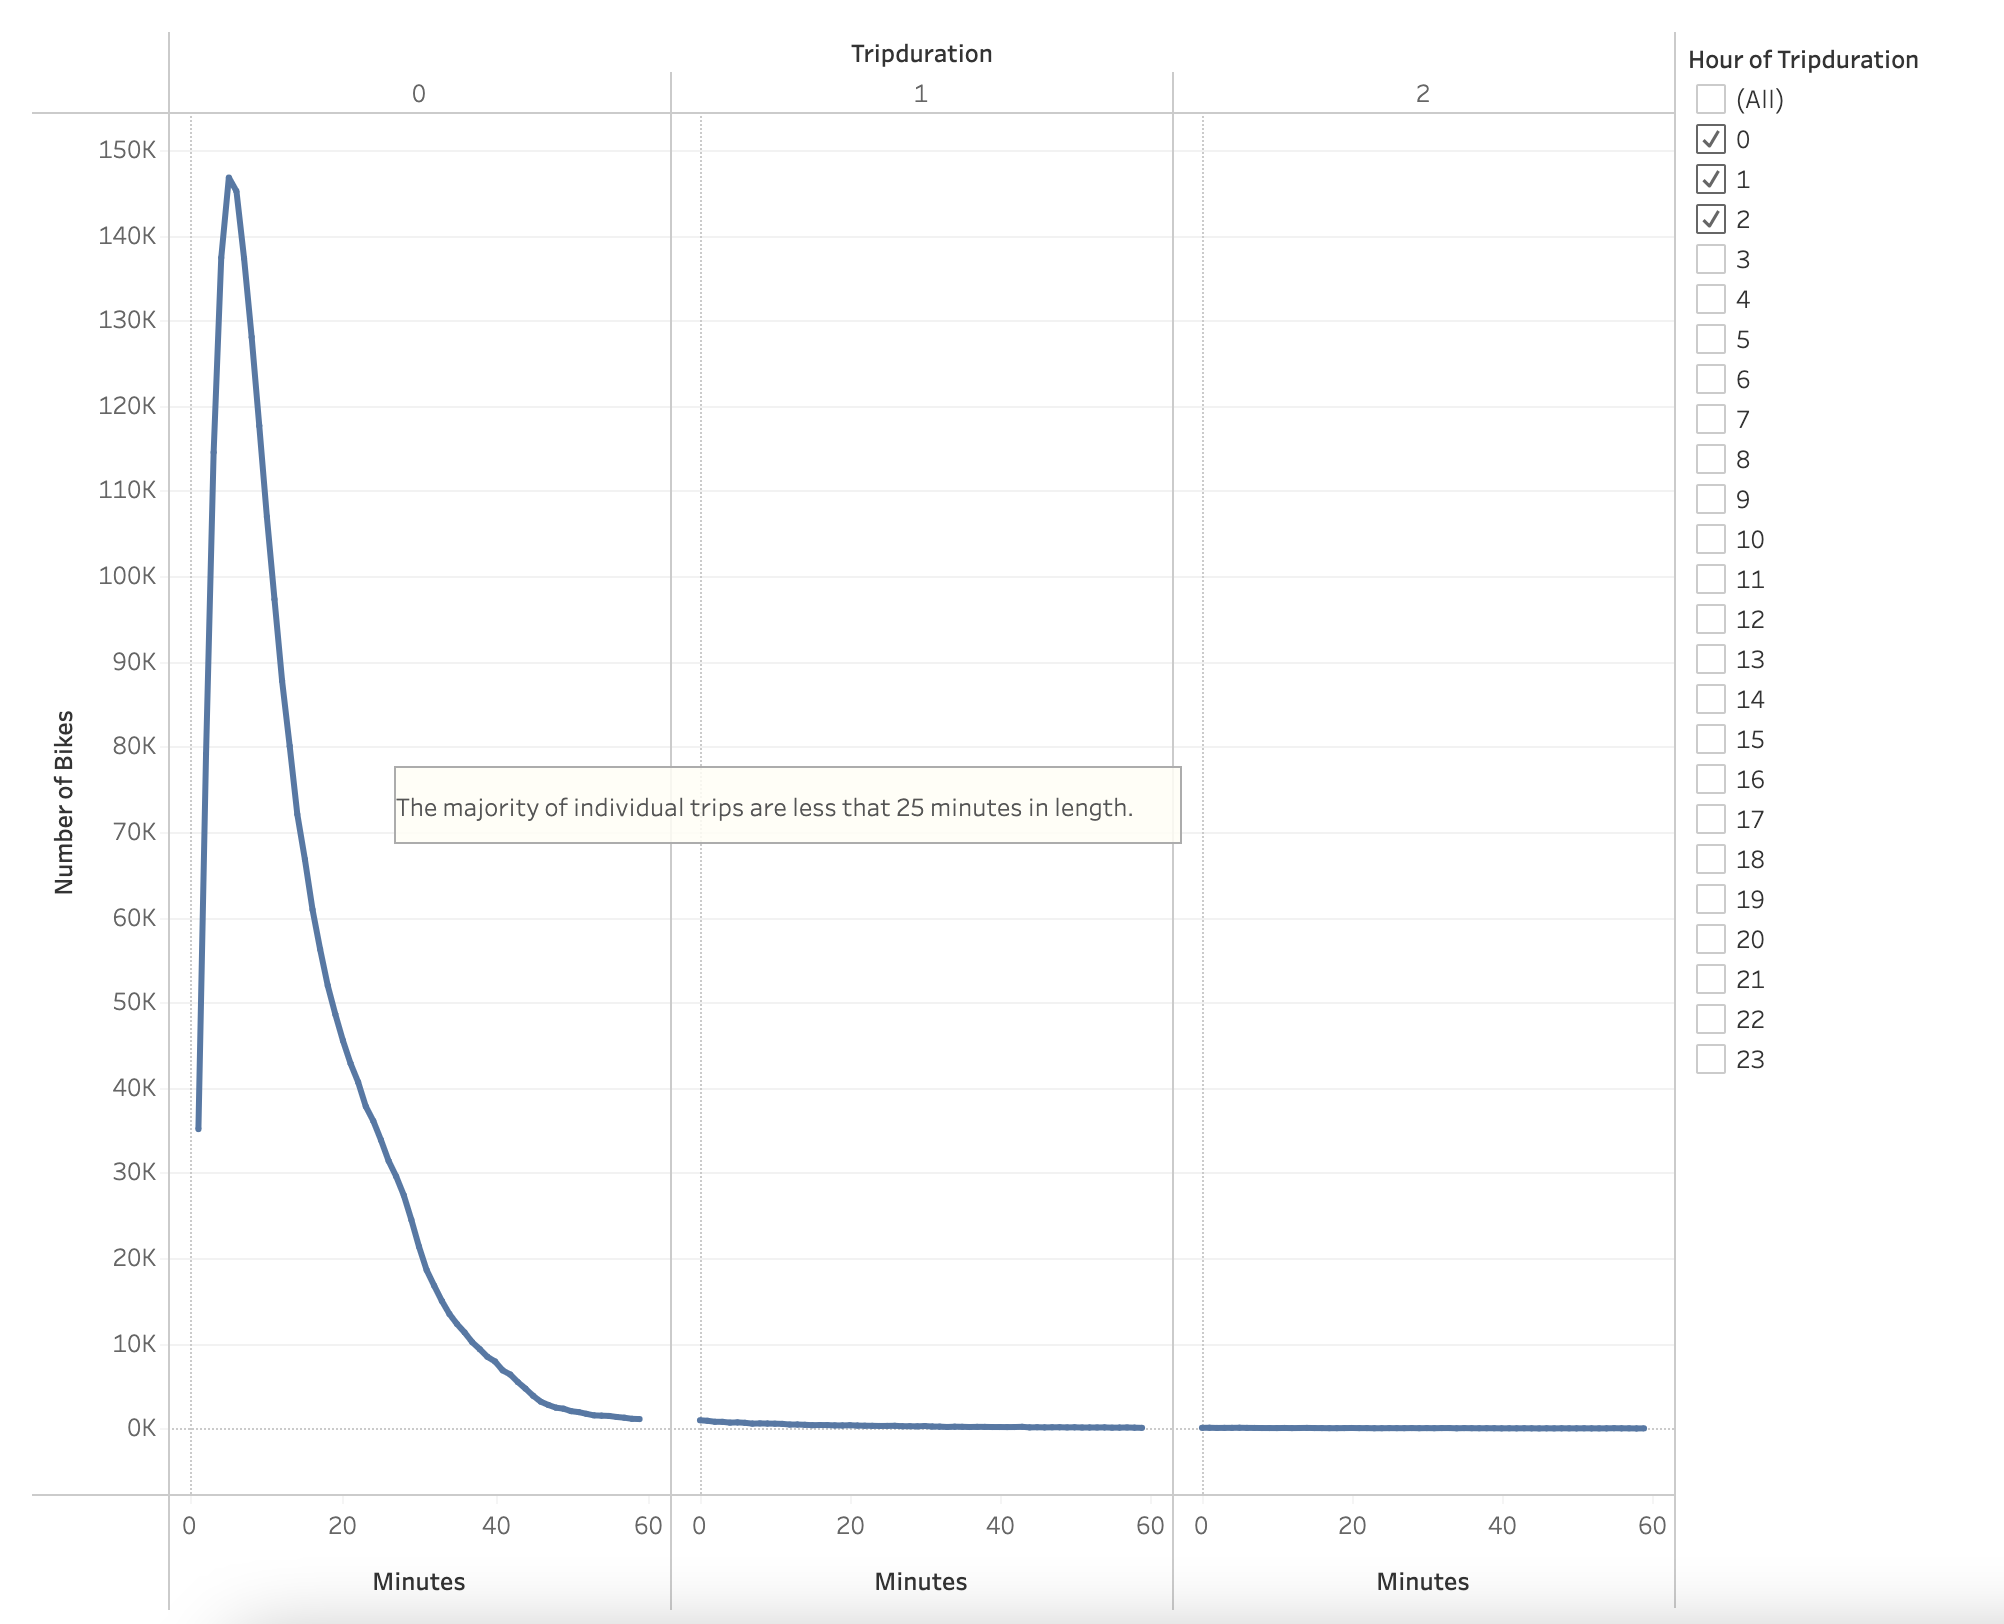 Tripduration
0 1 2
150K
140K
130K
120K
110K
100K
90K
80K
70K
60K
50K
40K
30K
20K
10K
0K
Number of Bikes
The majority of individual trips are less that 25 minutes in length.
0 20 40 60 0 20 40 60 0 20 40 60
Minutes Minutes Minutes
Hour of Tripduration
(All)
0
1
2
3
4
5
6
7
8
9
10
11
12
13
14
15
16
17
18
19
20
21
22
23